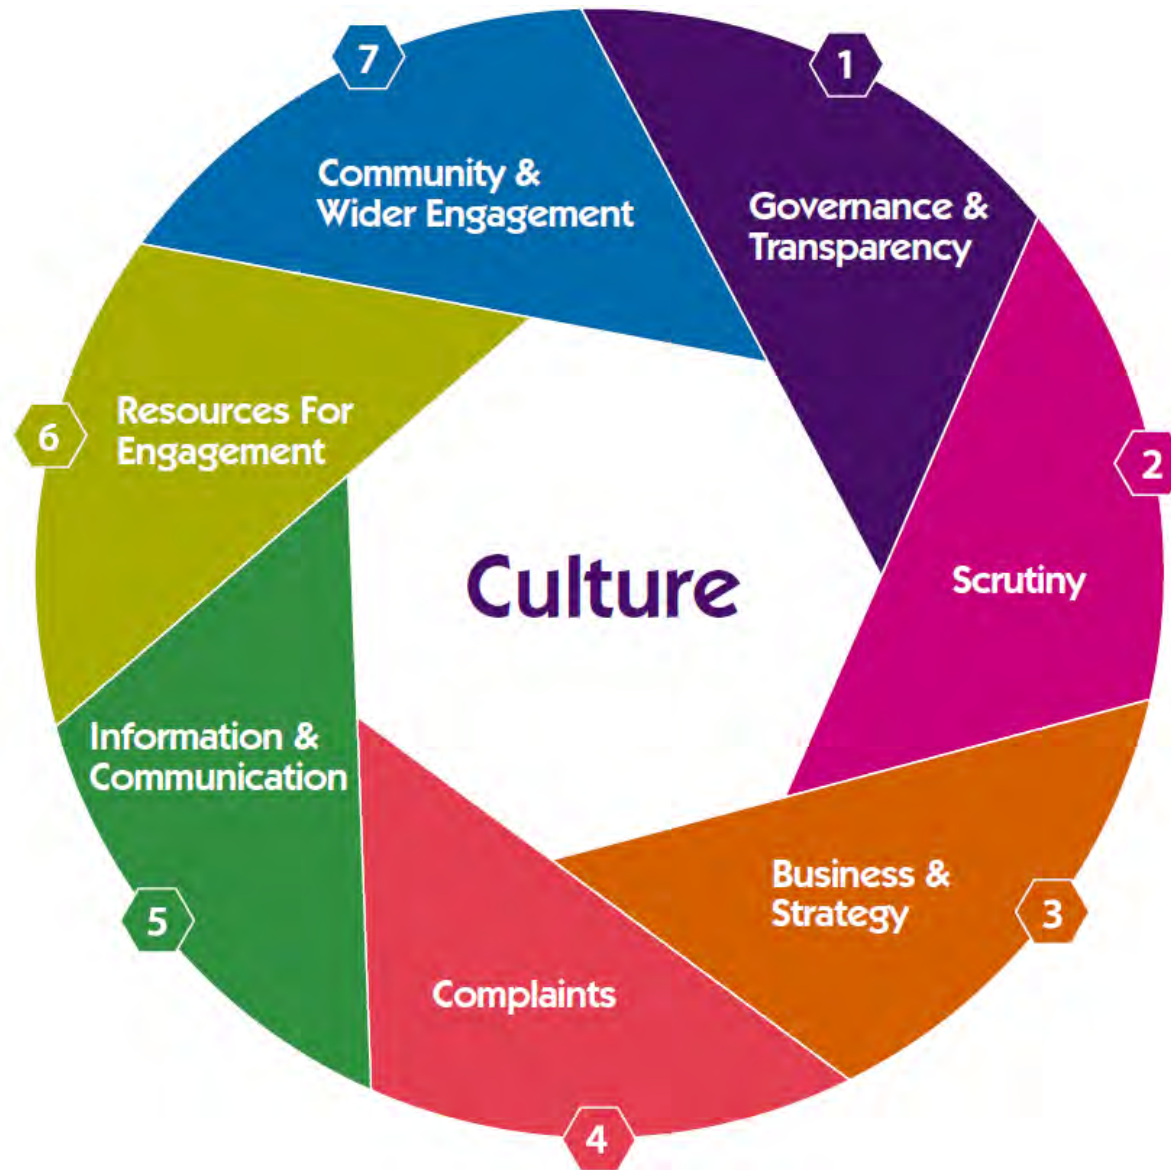 1
Governance &
Transparency
2
Scrutiny
3
Business &
Strategy
4
Complaints
5
Information &
Communication
6
Resources For
Engagement
7
Community &
Wider Engagement
Culture